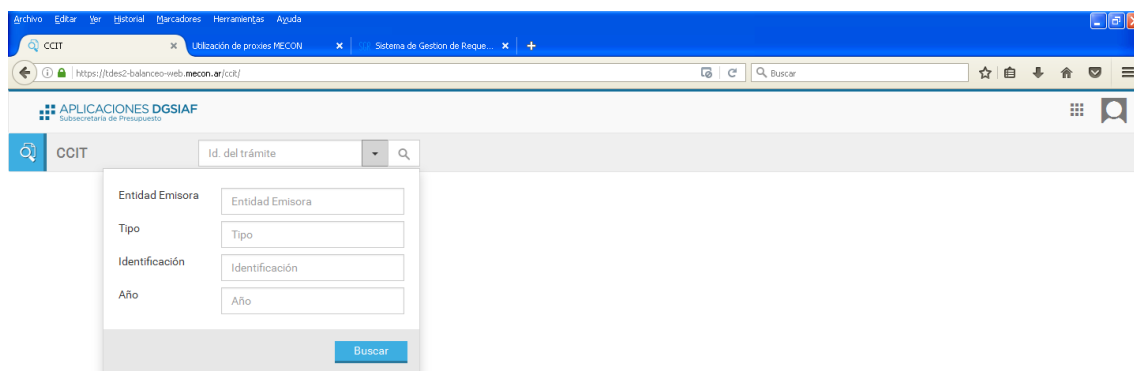 Archivo Editar Ver Historial Marcadores Herramientas Ayuda
CCIT
Utilización de proxies MECON
Sistema de Gestion de Reque...
https://tdes2-balanceo-web.mecon.ar/ccit/
Buscar
APLICACIONES DGSIAF
Subsecretaría de Presupuesto
CCIT
Id. del trámite
Entidad Emisora
Entidad Emisora
Tipo
Tipo
Identificación
Identificación
Año
Año
Buscar